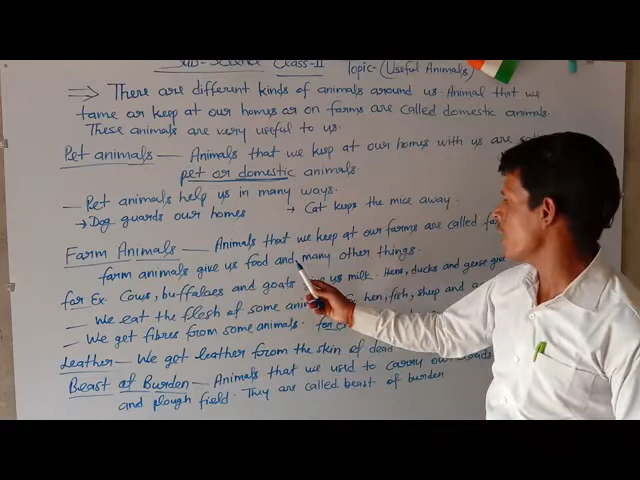 Sub- Science Class-II Topic-(Useful Animals)
⇒ There are different kinds of animals around us. Animal that we
tame or keep at our homes or on farms are called domestic animals.
These animals are very useful to us.
Pet animals — Animals that we keep at our homes with us are
pet or domestic animals.
- Pet animals help us in many ways.
→ Dog guards our homes → Cat keeps the mice away.
Farm Animals — Animals that we keep at our farms are called
farm animals give us food and many other things.
for Ex. Cows, buffaloes and goats us milk. Hens, ducks and geese
- We eat the flesh of some hen, fish, sheep and
- We get fibres from some animals. for
Leather - We get leather from the skin of dead
Beast of Burden - Animals that we used to carry our loads
and plough field. They are called beast of burden